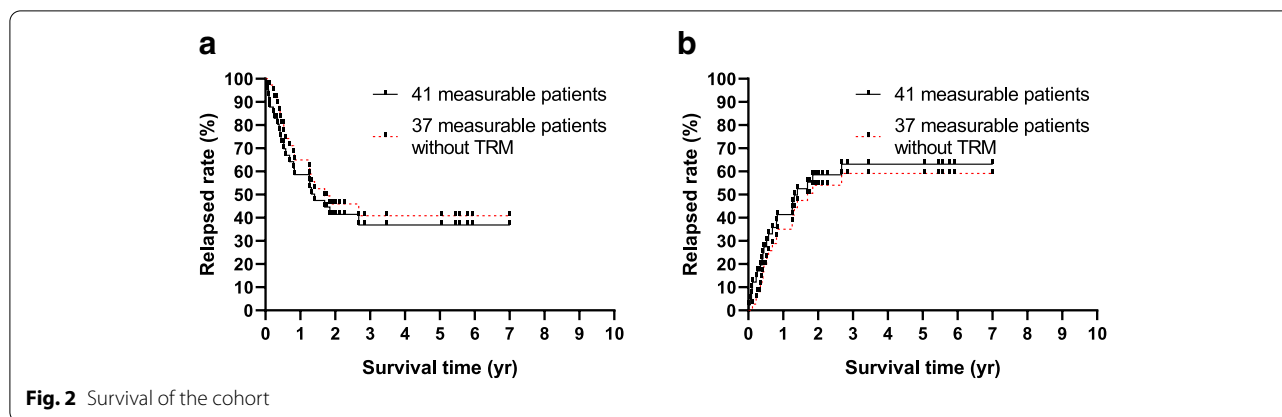 a
100
90
80
70
60
50
40
30
20
10
0
Relapsed rate (%)
0 1 2 3 4 5 6 7 8 9 10
Survival time (yr)
41 measurable patients
37 measurable patients
without TRM
b
100
90
80
70
60
50
40
30
20
10
0
Relapsed rate (%)
0 1 2 3 4 5 6 7 8 9 10
Survival time (yr)
41 measurable patients
37 measurable patients
without TRM
Fig. 2 Survival of the cohort